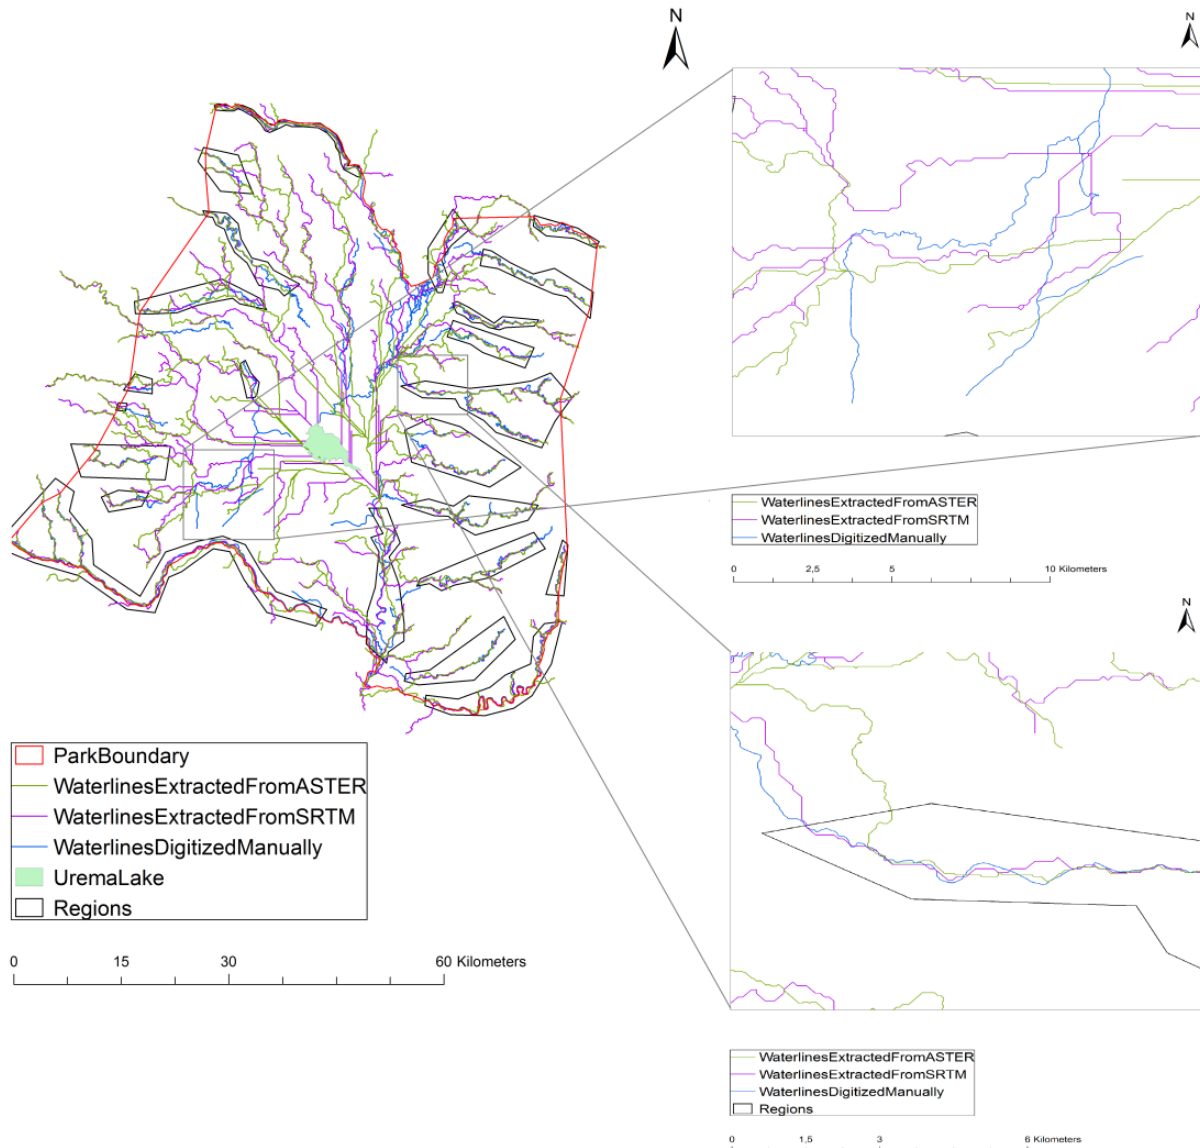 N
N
ParkBoundary
WaterlinesExtractedFromASTER
WaterlinesExtractedFromSRTM
WaterlinesDigitizedManually
UremaLake
Regions
0 15 30 60 Kilometers
WaterlinesExtractedFromASTER
WaterlinesExtractedFromSRTM
WaterlinesDigitizedManually
0 2,5 5 10 Kilometers
N
WaterlinesExtractedFromASTER
WaterlinesExtractedFromSRTM
WaterlinesDigitizedManually
Regions
0 1,5 3 6 Kilometers